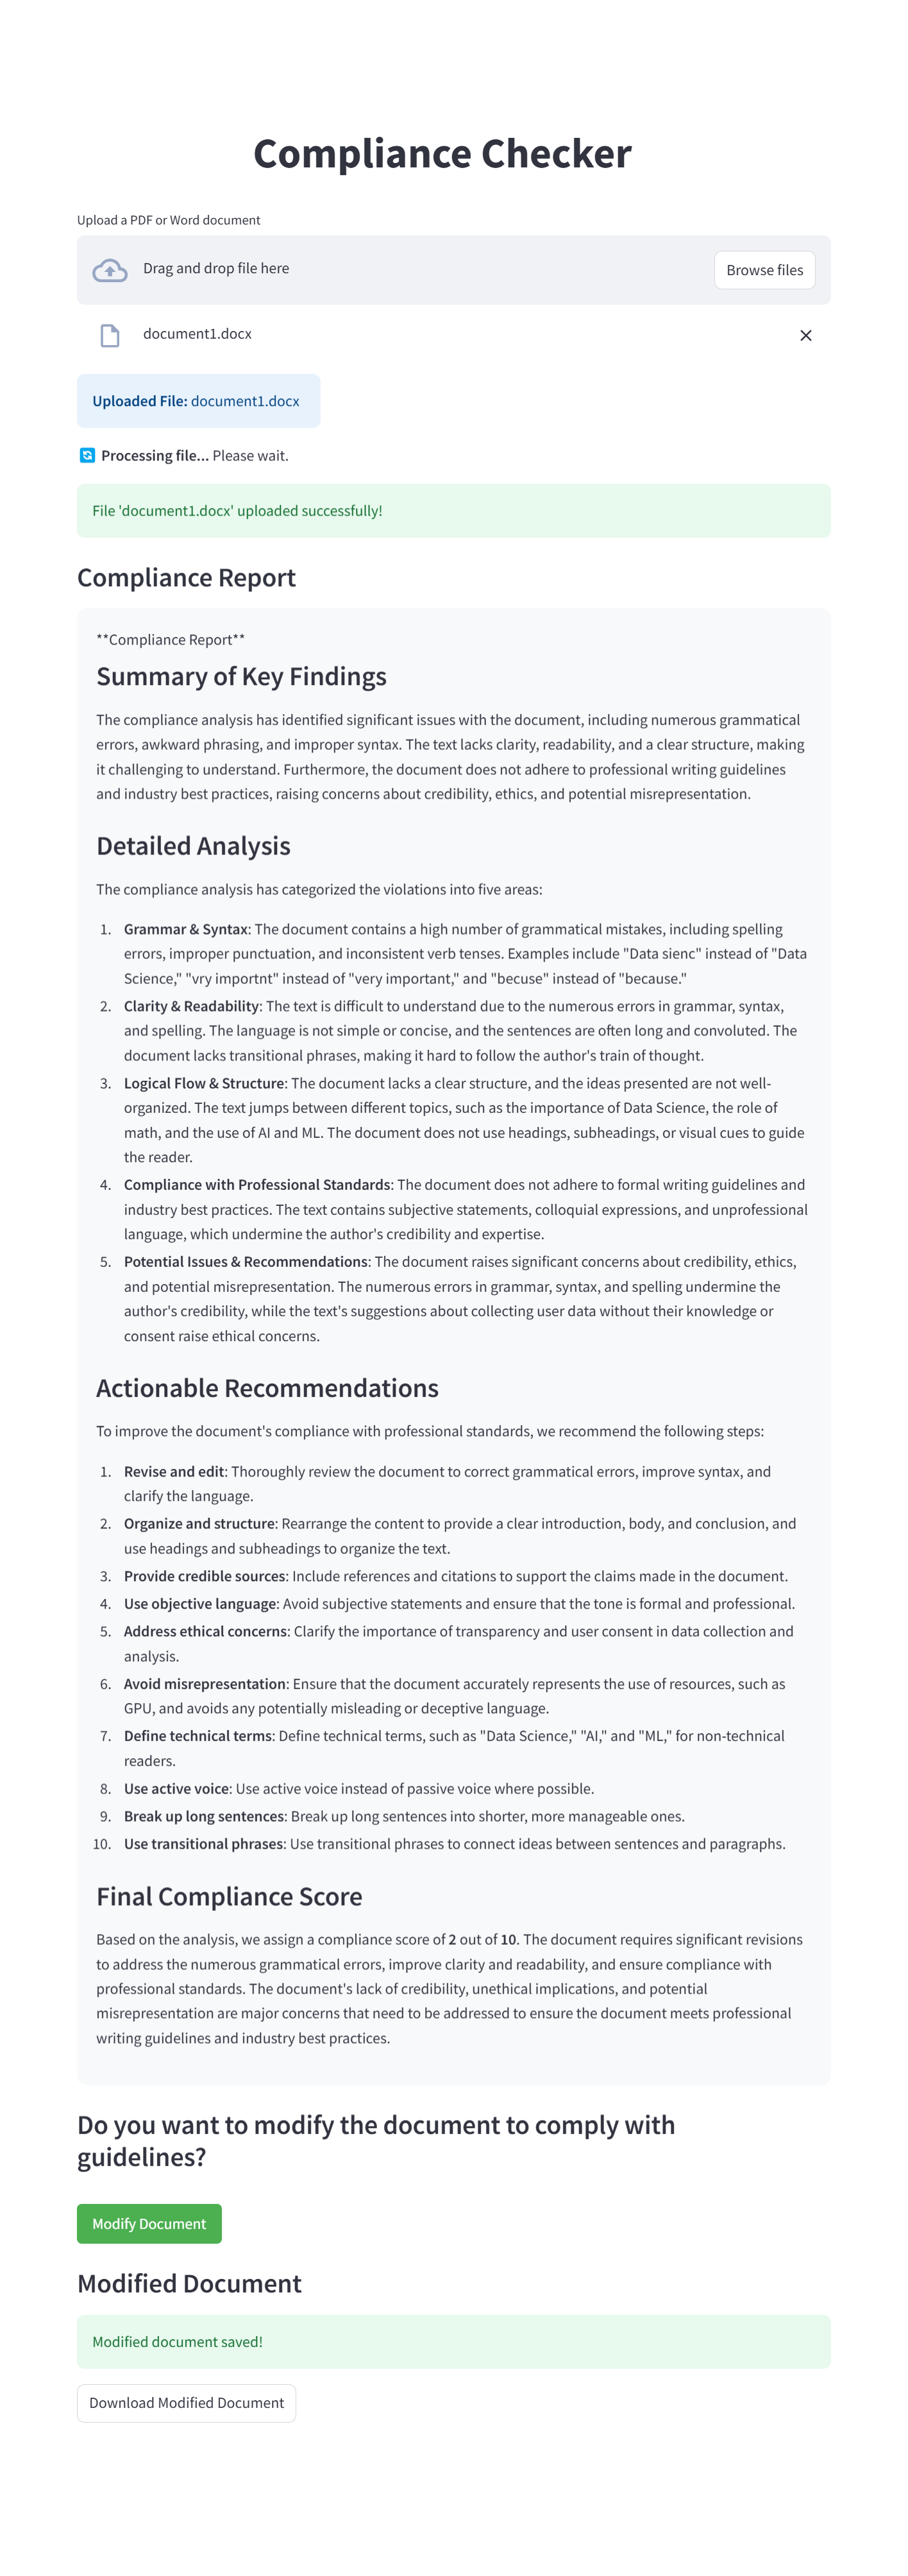 Compliance Checker
Upload a PDF or Word document
Drag and drop file here
Browse files
document1.docx
Uploaded File: document1.docx
Processing file... Please wait.
File 'document1.docx' uploaded successfully!
Compliance Report
**Compliance Report**
Summary of Key Findings
The compliance analysis has identified significant issues with the document, including numerous grammatical
errors, awkward phrasing, and improper syntax. The text lacks clarity, readability, and a clear structure, making
it challenging to understand. Furthermore, the document does not adhere to professional writing guidelines
and industry best practices, raising concerns about credibility, ethics, and potential misrepresentation.
Detailed Analysis
The compliance analysis has categorized the violations into five areas:
1. Grammar & Syntax: The document contains a high number of grammatical mistakes, including spelling
errors, improper punctuation, and inconsistent verb tenses. Examples include "Data sienc" instead of "Data
Science," "vry importnt" instead of "very important," and "becuse" instead of "because."
2. Clarity & Readability: The text is difficult to understand due to the numerous errors in grammar, syntax,
and spelling. The language is not simple or concise, and the sentences are often long and convoluted. The
document lacks transitional phrases, making it hard to follow the author's train of thought.
3. Logical Flow & Structure: The document lacks a clear structure, and the ideas presented are not well-
organized. The text jumps between different topics, such as the importance of Data Science, the role of
math, and the use of AI and ML. The document does not use headings, subheadings, or visual cues to guide
the reader.
4. Compliance with Professional Standards: The document does not adhere to formal writing guidelines and
industry best practices. The text contains subjective statements, colloquial expressions, and unprofessional
language, which undermine the author's credibility and expertise.
5. Potential Issues & Recommendations: The document raises significant concerns about credibility, ethics,
and potential misrepresentation. The numerous errors in grammar, syntax, and spelling undermine the
author's credibility, while the text's suggestions about collecting user data without their knowledge or
consent raise ethical concerns.
Actionable Recommendations
To improve the document's compliance with professional standards, we recommend the following steps:
1. Revise and edit: Thoroughly review the document to correct grammatical errors, improve syntax, and
clarify the language.
2. Organize and structure: Rearrange the content to provide a clear introduction, body, and conclusion, and
use headings and subheadings to organize the text.
3. Provide credible sources: Include references and citations to support the claims made in the document.
4. Use objective language: Avoid subjective statements and ensure that the tone is formal and professional.
5. Address ethical concerns: Clarify the importance of transparency and user consent in data collection and
analysis.
6. Avoid misrepresentation: Ensure that the document accurately represents the use of resources, such as
GPU, and avoids any potentially misleading or deceptive language.
7. Define technical terms: Define technical terms, such as "Data Science," "AI," and "ML," for non-technical
readers.
8. Use active voice: Use active voice instead of passive voice where possible.
9. Break up long sentences: Break up long sentences into shorter, more manageable ones.
10. Use transitional phrases: Use transitional phrases to connect ideas between sentences and paragraphs.
Final Compliance Score
Based on the analysis, we assign a compliance score of 2 out of 10. The document requires significant revisions
to address the numerous grammatical errors, improve clarity and readability, and ensure compliance with
professional standards. The document's lack of credibility, unethical implications, and potential
misrepresentation are major concerns that need to be addressed to ensure the document meets professional
writing guidelines and industry best practices.
Do you want to modify the document to comply with
guidelines?
Modify Document
Modified Document
Modified document saved!
Download Modified Document